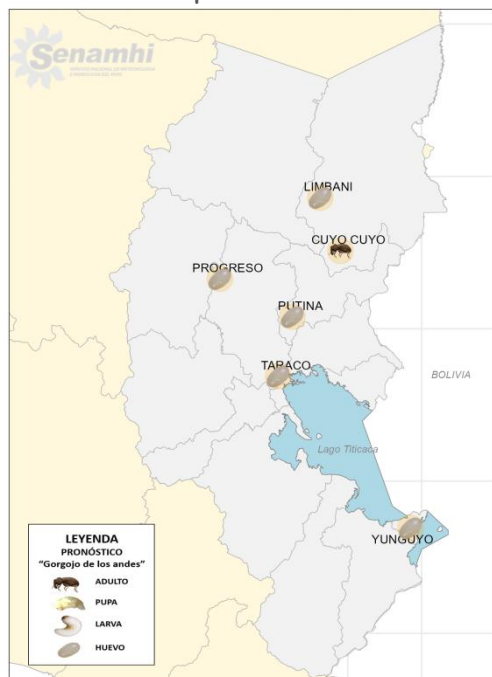 Senamhi
LIMBANI
CUYO CUYO
PROGRESO
PUTINA
TARACO
BOLIVIA
Lago Titicaca
YUNGUYO
LEYENDA
PRONÓSTICO
"Gorgojo de los andes"
ADULTO
PUPA
LARVA
HUEVO